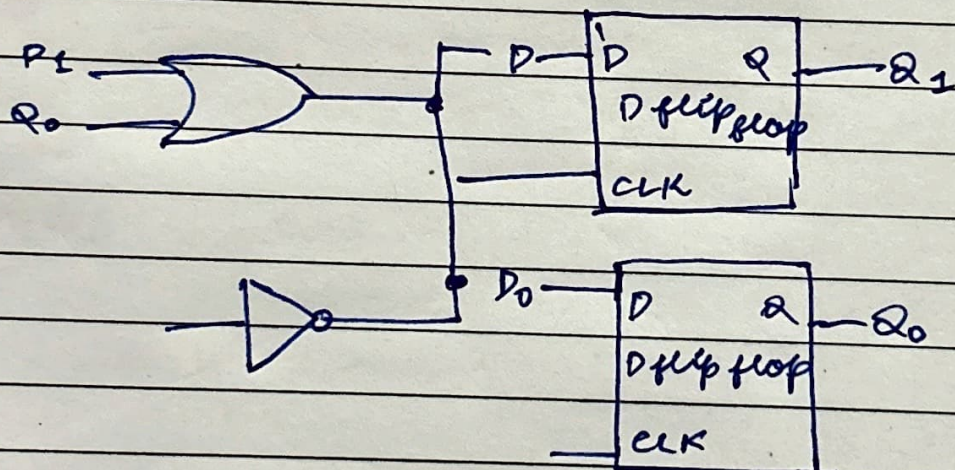 P1
Q0
D
D Q
D flip flop
CLK
Q1
D0
D Q
D flip flop
CLK
Q0